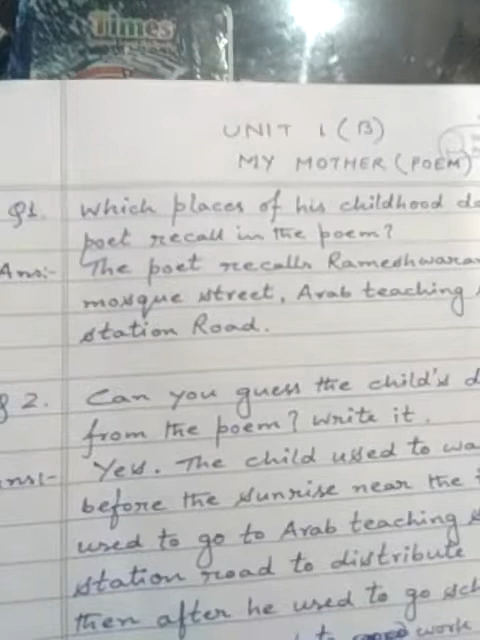 Times
UNIT 1 (B)
MY MOTHER (POEM)
Q1. Which places of his childhood do
poet recall in the poem?
Ans:- The poet recalls Rameshwaram
mosque street, Arab teaching
station Road.
Q 2. Can you guess the child's d
from the poem? Write it.
Ans:- Yes. The child used to wa
before the sunrise near the
used to go to Arab teaching s
station road to distribute
then after he used to go sch
to work